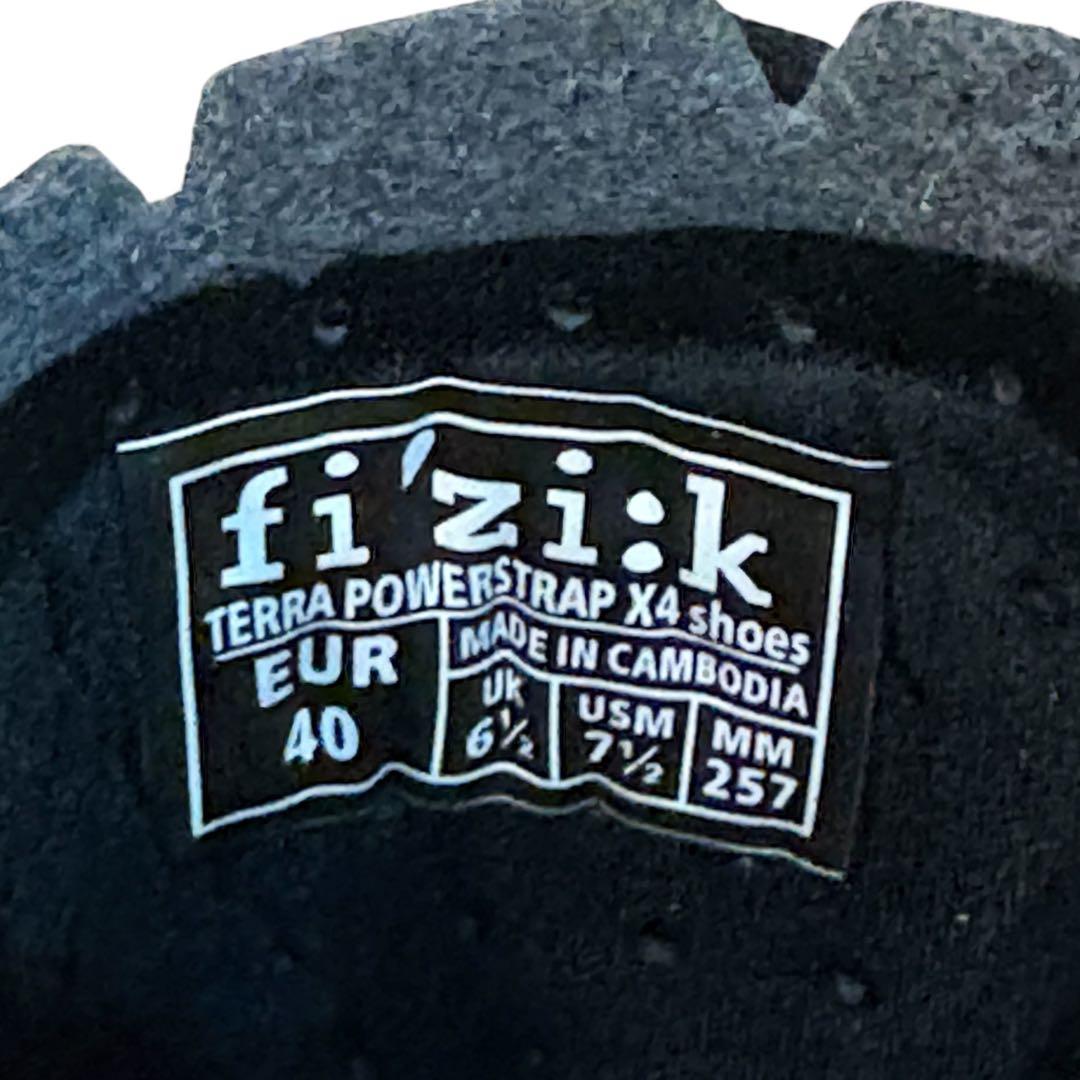 fi'zi:k
TERRA POWERSTRAP X4 shoes
EUR
40
MADE IN CAMBODIA
UK
6½
USM
7½
MM
257